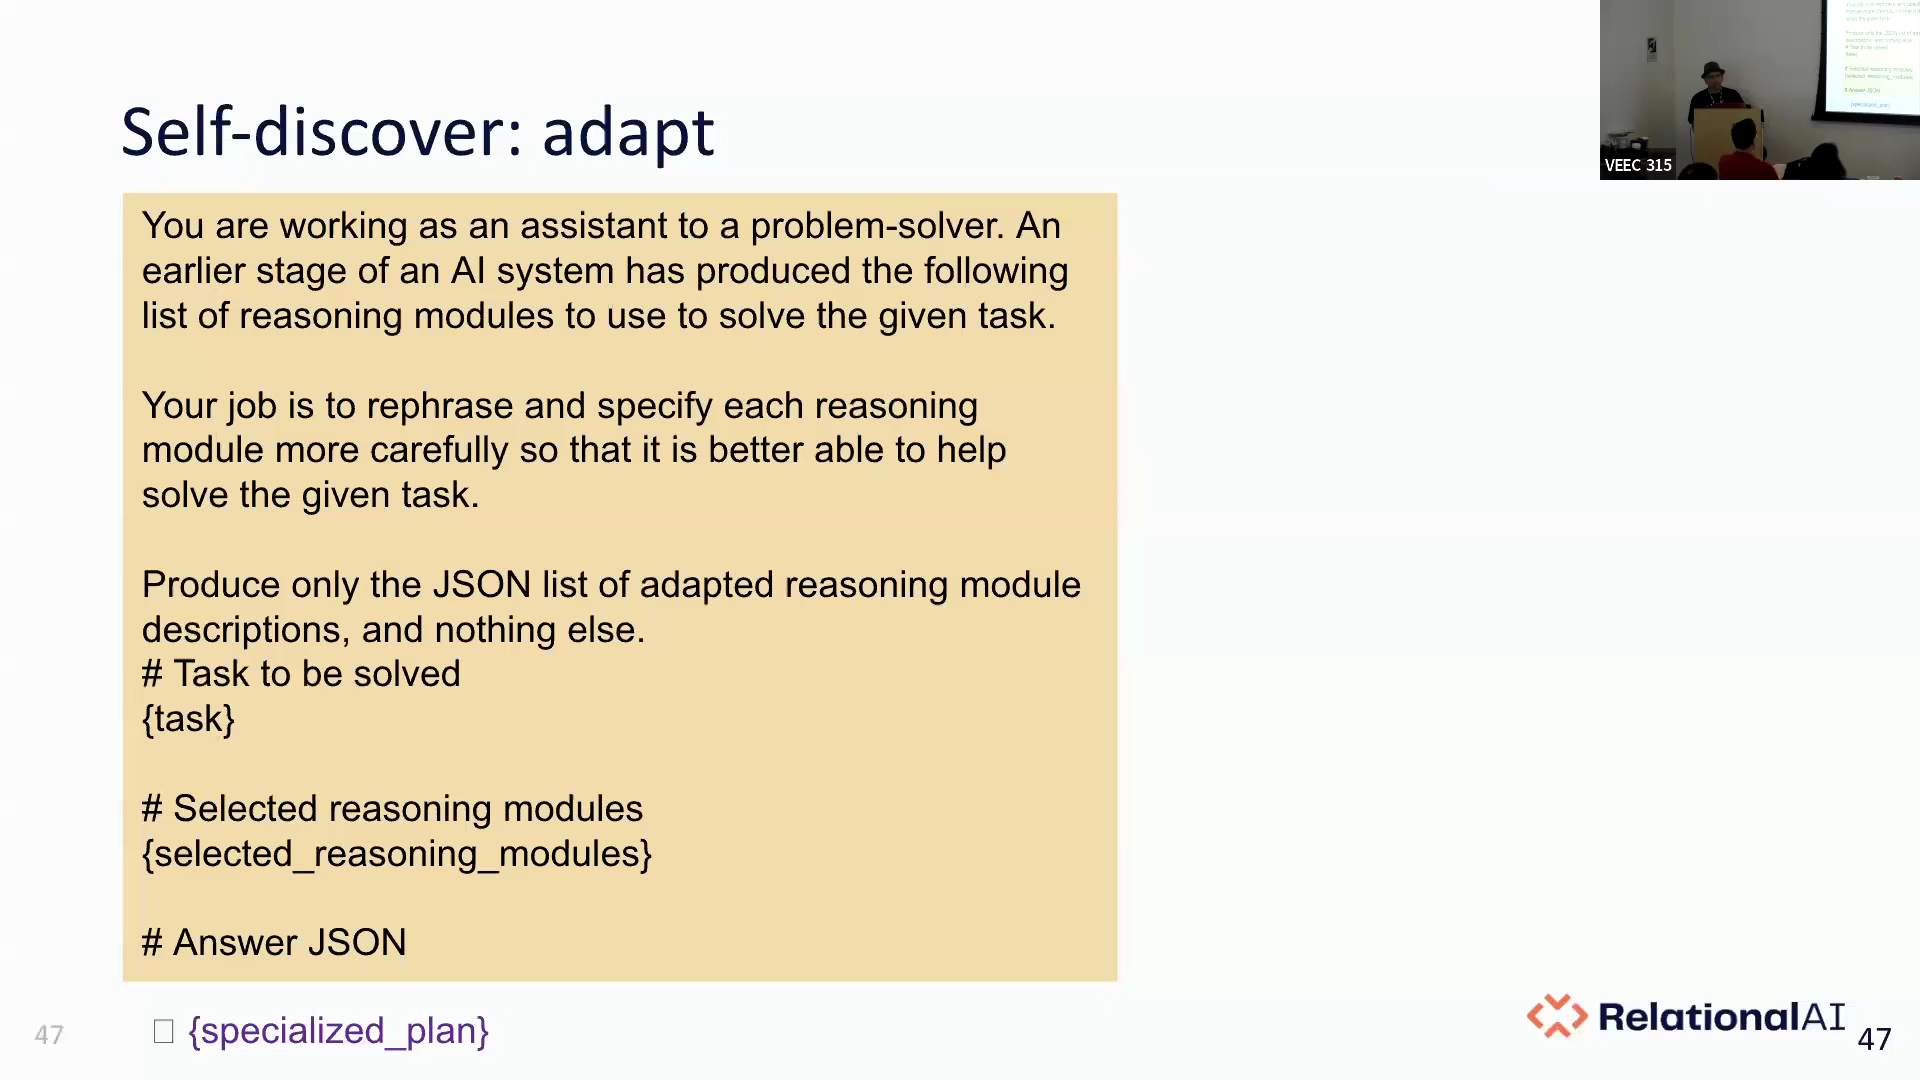 Self-discover: adapt
You are working as an assistant to a problem-solver. An
earlier stage of an AI system has produced the following
list of reasoning modules to use to solve the given task.
Your job is to rephrase and specify each reasoning
module more carefully so that it is better able to help
solve the given task.
Produce only the JSON list of adapted reasoning module
descriptions, and nothing else.
# Task to be solved
{task}
# Selected reasoning modules
{selected_reasoning_modules}
# Answer JSON
{specialized_plan}
47
RelationalAI
47
VEEC 315